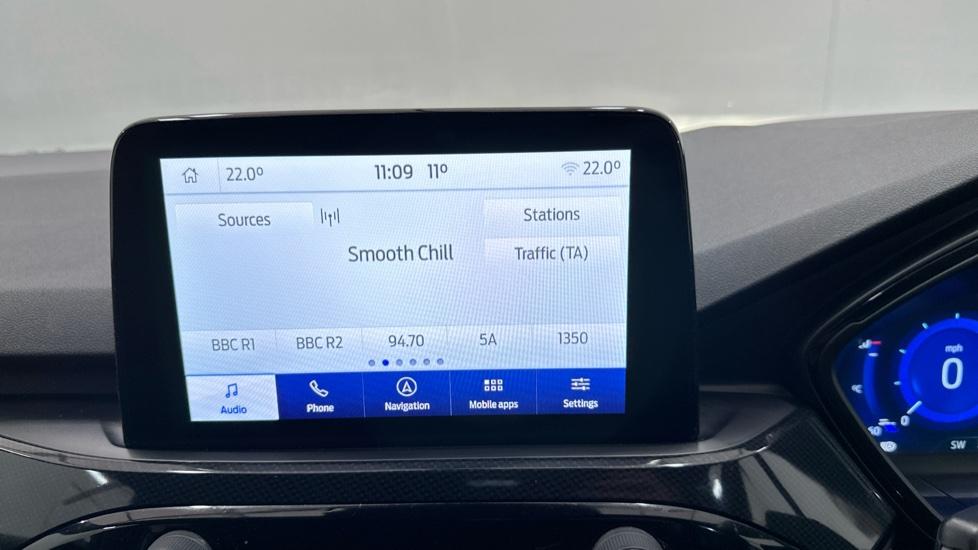 22.0° 11:09 11° 22.0°
Sources Stations
Smooth Chill Traffic (TA)
BBC R1 BBC R2 94.70 5A 1350
Audio Phone Navigation Mobile apps Settings
mph
0
0
SW